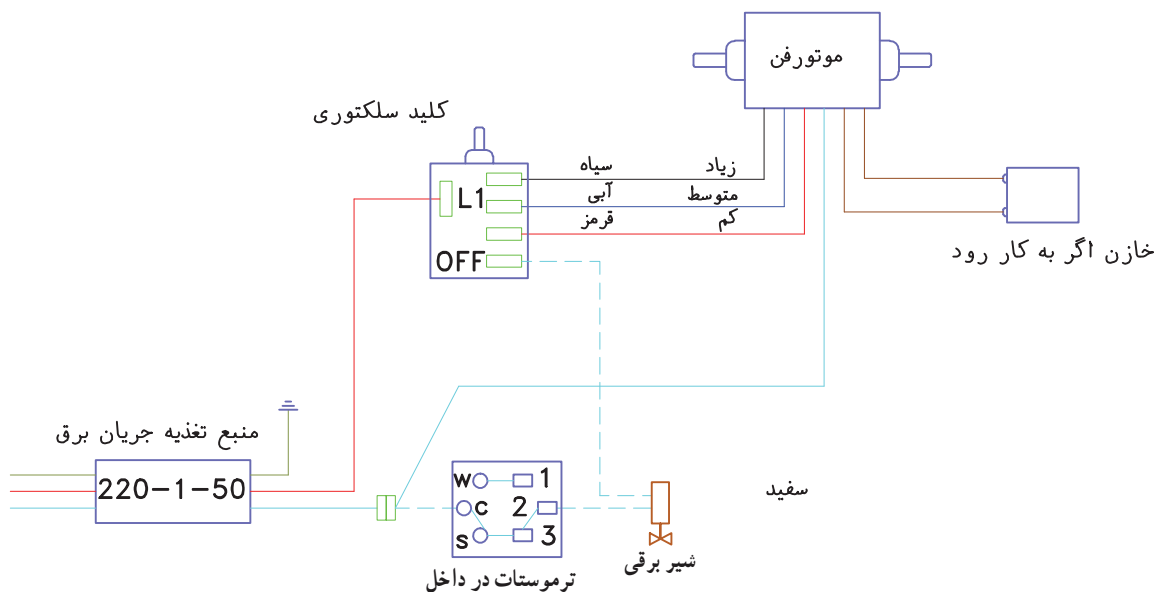 موتورفن
کلید سلکتوری
سیاه زیاد
L1
آبی متوسط
قرمز کم
OFF
خازن اگر به کار رود
منبع تغذیه جریان برق
220-1-50
W 1
C 2
S 3
سفید
شیر برقی
ترموستات در داخل